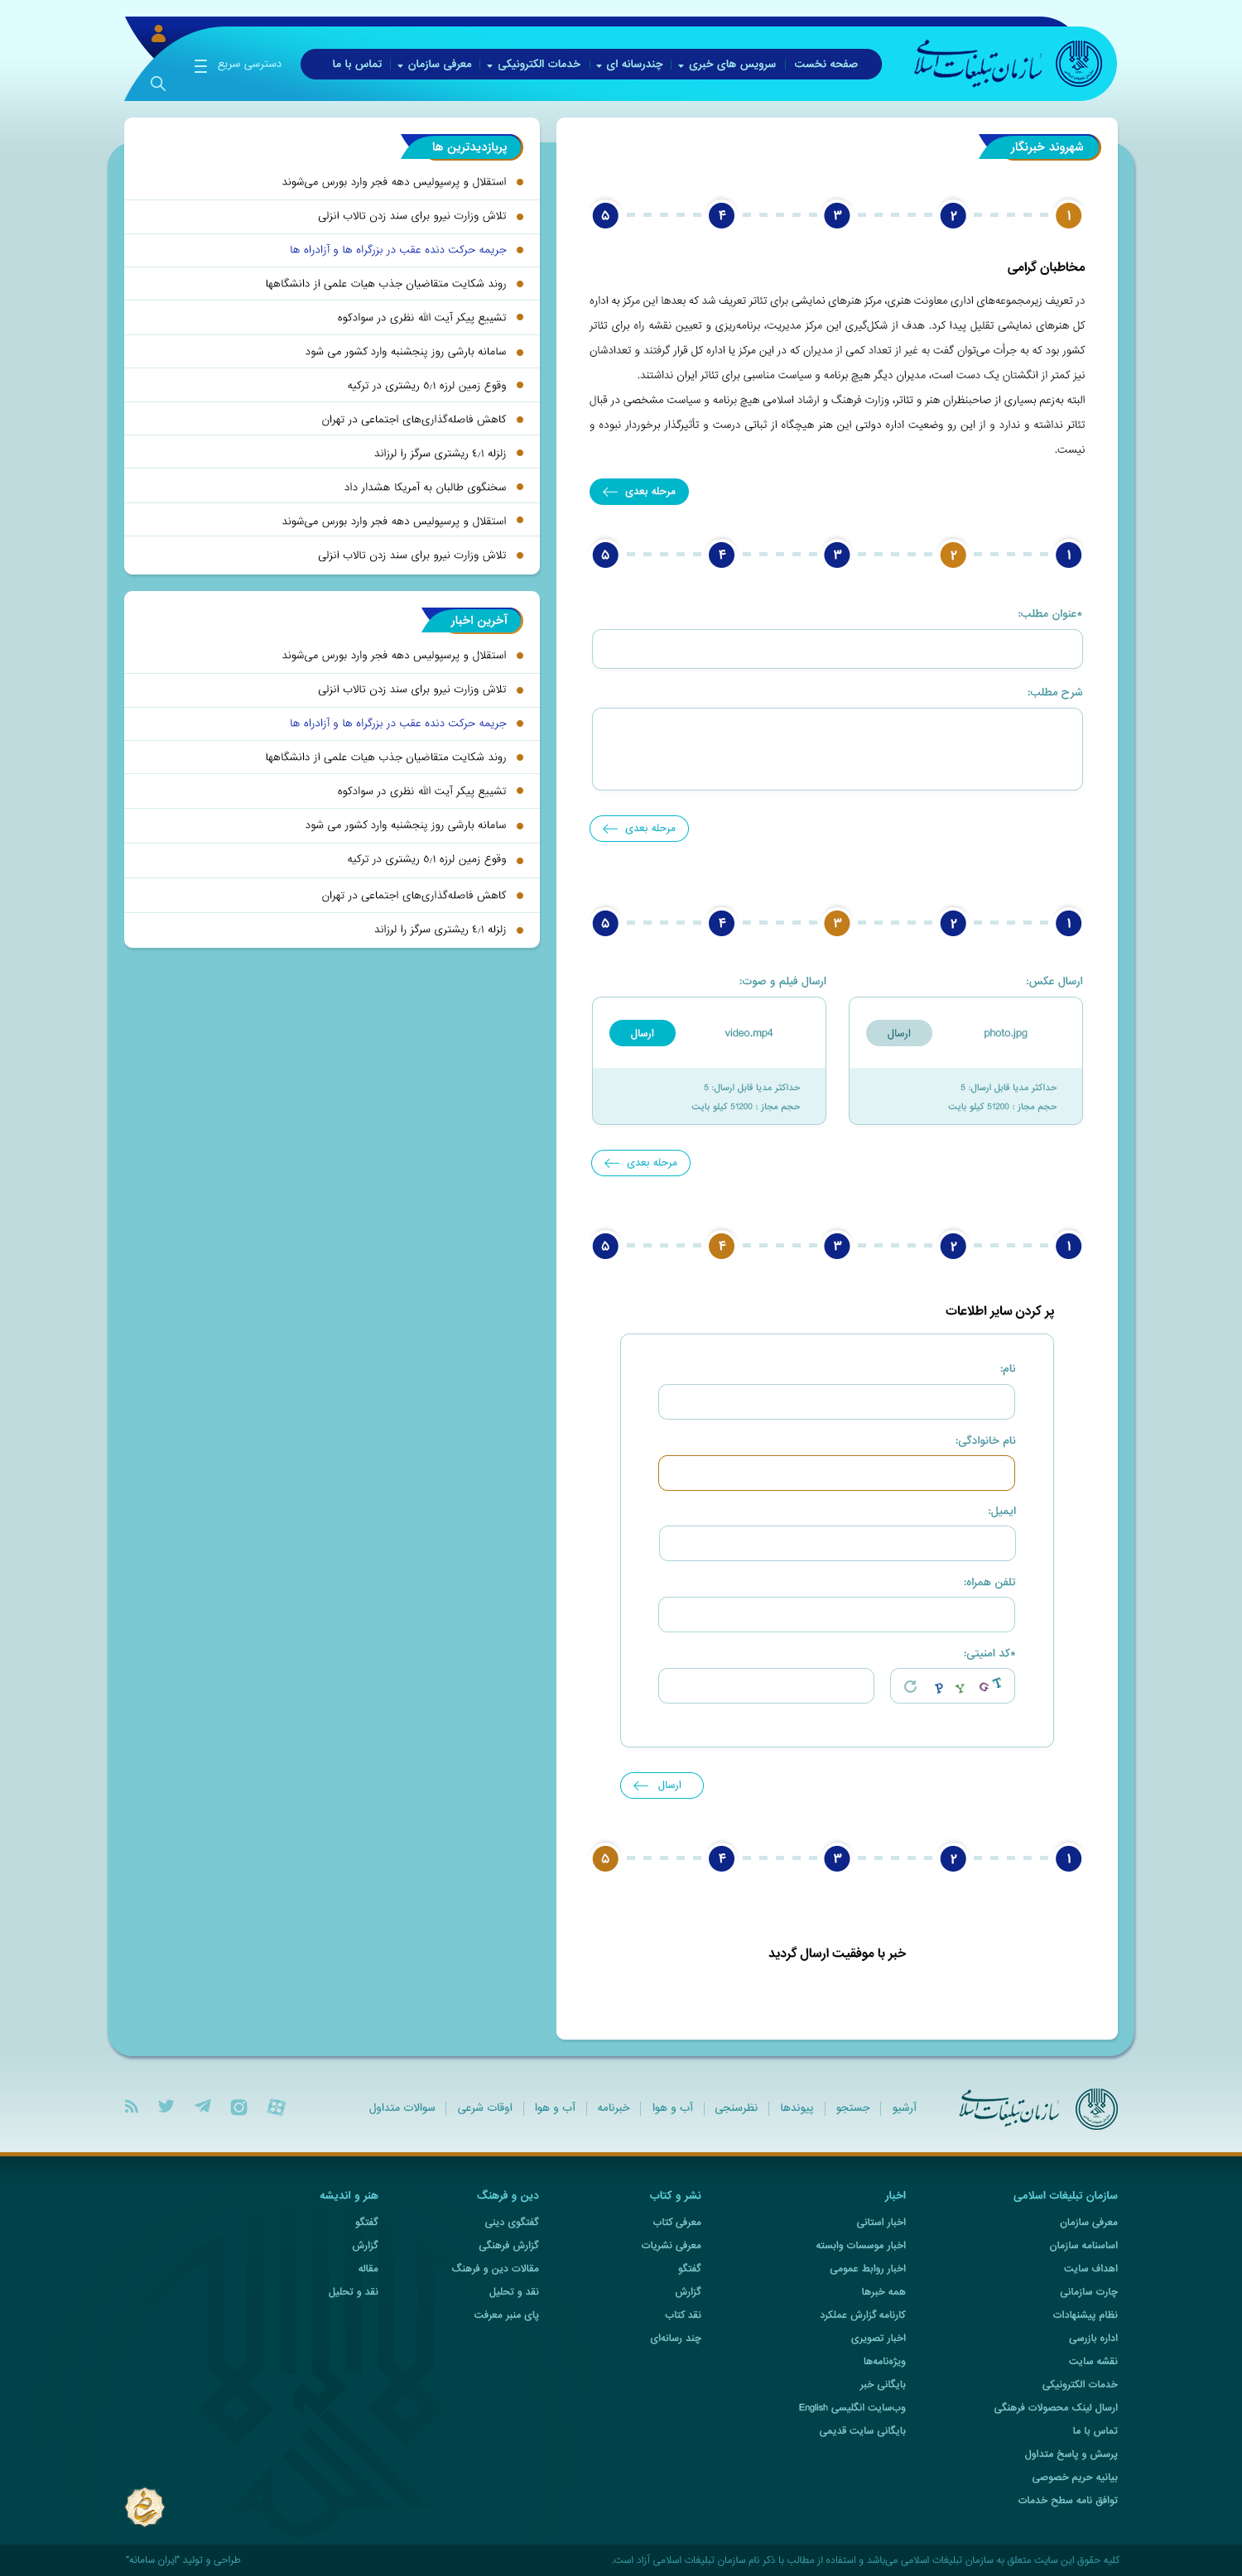 سازمان تبلیغات اسلامی
صفحه نخست
سرویس های خبری
چندرسانه ای
خدمات الکترونیکی
معرفی سازمان
تماس با ما
دسترسی سریع
شهروند خبرنگار
۱ ۲ ۳ ۴ ۵
مخاطبان گرامی
در تعریف زیرمجموعه‌های اداری معاونت هنری، مرکز هنرهای نمایشی برای تئاتر تعریف شد که بعدها این مرکز به اداره
کل هنرهای نمایشی تقلیل پیدا کرد. هدف از شکل‌گیری این مرکز مدیریت، برنامه‌ریزی و تعیین نقشه راه برای تئاتر
کشور بود که به جرأت می‌توان گفت به غیر از تعداد کمی از مدیران که در این مرکز یا اداره کل قرار گرفتند و تعدادشان
نیز کمتر از انگشتان یک دست است، مدیران دیگر هیچ برنامه و سیاست مناسبی برای تئاتر ایران نداشتند.
البته به‌زعم بسیاری از صاحبنظران هنر و تئاتر، وزارت فرهنگ و ارشاد اسلامی هیچ برنامه و سیاست مشخصی در قبال
تئاتر نداشته و ندارد و از این رو وضعیت اداره دولتی این هنر هیچگاه از ثباتی درست و تأثیرگذار برخوردار نبوده و
نیست.
مرحله بعدی
۱ ۲ ۳ ۴ ۵
*عنوان مطلب:
شرح مطلب:
مرحله بعدی
۱ ۲ ۳ ۴ ۵
ارسال عکس:
photo.jpg
ارسال
حداکثر مدیا قابل ارسال: 5
حجم مجاز : 51200 کیلو بایت
ارسال فیلم و صوت:
video.mp4
ارسال
حداکثر مدیا قابل ارسال: 5
حجم مجاز : 51200 کیلو بایت
مرحله بعدی
۱ ۲ ۳ ۴ ۵
پر کردن سایر اطلاعات
نام:
نام خانوادگی:
ایمیل:
تلفن همراه:
*کد امنیتی:
P Y G T
ارسال
۱ ۲ ۳ ۴ ۵
خبر با موفقیت ارسال گردید
پربازدیدترین ها
استقلال و پرسپولیس دهه فجر وارد بورس می‌شوند
تلاش وزارت نیرو برای سند زدن تالاب انزلی
جریمه حرکت دنده عقب در بزرگراه ها و آزادراه ها
روند شکایت متقاضیان جذب هیات علمی از دانشگاهها
تشییع پیکر آیت الله نظری در سوادکوه
سامانه بارشی روز پنجشنبه وارد کشور می شود
وقوع زمین لرزه ٥/١ ریشتری در ترکیه
کاهش فاصله‌گذاری‌های اجتماعی در تهران
زلزله ٤/١ ریشتری سرگز را لرزاند
سخنگوی طالبان به آمریکا هشدار داد
استقلال و پرسپولیس دهه فجر وارد بورس می‌شوند
تلاش وزارت نیرو برای سند زدن تالاب انزلی
آخرین اخبار
استقلال و پرسپولیس دهه فجر وارد بورس می‌شوند
تلاش وزارت نیرو برای سند زدن تالاب انزلی
جریمه حرکت دنده عقب در بزرگراه ها و آزادراه ها
روند شکایت متقاضیان جذب هیات علمی از دانشگاهها
تشییع پیکر آیت الله نظری در سوادکوه
سامانه بارشی روز پنجشنبه وارد کشور می شود
وقوع زمین لرزه ٥/١ ریشتری در ترکیه
کاهش فاصله‌گذاری‌های اجتماعی در تهران
زلزله ٤/١ ریشتری سرگز را لرزاند
سازمان تبلیغات اسلامی
آرشیو
جستجو
پیوندها
نظرسنجی
آب و هوا
خبرنامه
آب و هوا
اوقات شرعی
سوالات متداول
سازمان تبلیغات اسلامی
معرفی سازمان
اساسنامه سازمان
اهداف سایت
چارت سازمانی
نظام پیشنهادات
اداره بازرسی
نقشه سایت
خدمات الکترونیکی
ارسال لینک محصولات فرهنگی
تماس با ما
پرسش و پاسخ متداول
بیانیه حریم خصوصی
توافق نامه سطح خدمات
اخبار
اخبار استانی
اخبار موسسات وابسته
اخبار روابط عمومی
همه خبرها
کارنامه گزارش عملکرد
اخبار تصویری
ویژه‌نامه‌ها
بایگانی خبر
وب‌سایت انگلیسی English
بایگانی سایت قدیمی
نشر و کتاب
معرفی کتاب
معرفی نشریات
گفتگو
گزارش
نقد کتاب
چند رسانه‌ای
دین و فرهنگ
گفتگوی دینی
گزارش فرهنگی
مقالات دین و فرهنگ
نقد و تحلیل
پای منبر معرفت
هنر و اندیشه
گفتگو
گزارش
مقاله
نقد و تحلیل
کلیه حقوق این سایت متعلق به سازمان تبلیغات اسلامی می‌باشد و استفاده از مطالب با ذکر نام سازمان تبلیغات اسلامی آزاد است.
طراحی و تولید "ایران سامانه"